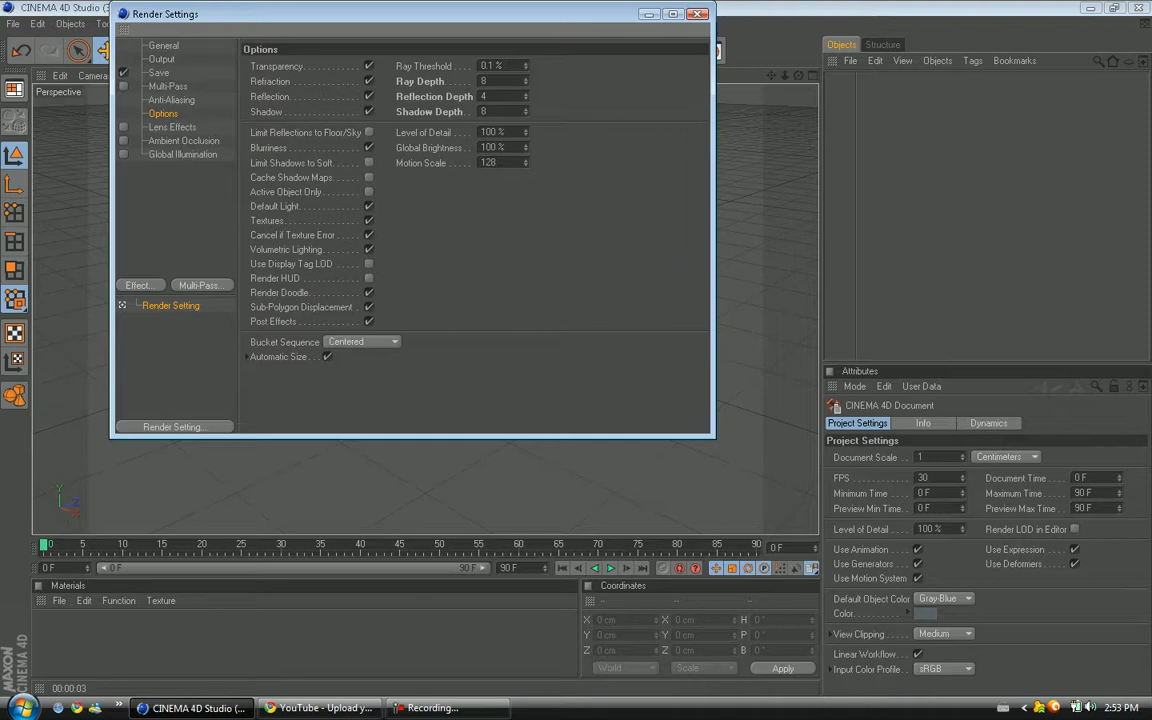 CINEMA 4D Studio (
Render Settings
File Edit Objects To
Edit Camera
Perspective
General
Output
Save
Multi-Pass
Anti-Aliasing
Options
Lens Effects
Ambient Occlusion
Global Illumination
Effect... Multi-Pass...
Render Setting
Render Setting...
Options
Transparency Ray Threshold 0.1 %
Refraction Ray Depth 8
Reflection Reflection Depth 4
Shadow Shadow Depth 8
Limit Reflections to Floor/Sky Level of Detail 100 %
Blurriness Global Brightness 100 %
Limit Shadows to Soft Motion Scale 128
Cache Shadow Maps
Active Object Only
Default Light
Textures
Cancel if Texture Error
Volumetric Lighting
Use Display Tag LOD
Render HUD
Render Doodle
Sub-Polygon Displacement
Post Effects
Bucket Sequence Centered
Automatic Size
Objects Structure
File Edit View Objects Tags Bookmarks
Attributes
Mode Edit User Data
CINEMA 4D Document
Project Settings Info Dynamics
Project Settings
Document Scale 1 Centimeters
FPS 30 Document Time 0 F
Minimum Time 0 F Maximum Time 90 F
Preview Min Time 0 F Preview Max Time 90 F
Level of Detail 100 % Render LOD in Editor
Use Animation Use Expression
Use Generators Use Deformers
Use Motion System
Default Object Color Gray-Blue
Color
View Clipping Medium
Linear Workflow
Input Color Profile sRGB
Y Z X
0 5 10 15 20 25 30 35 40 45 50 55 60 65 70 75 80 85 90 0 F
0 F 0 F 90 F 90 F
Materials
File Edit Function Texture
Coordinates
-- -- --
X 0 cm X 0 cm H 0 °
Y 0 cm Y 0 cm P 0 °
Z 0 cm Z 0 cm B 0 °
World Scale Apply
MAXON
CINEMA 4D
00:00:03
CINEMA 4D Studio (... YouTube - Upload y... Recording... 2:53 PM